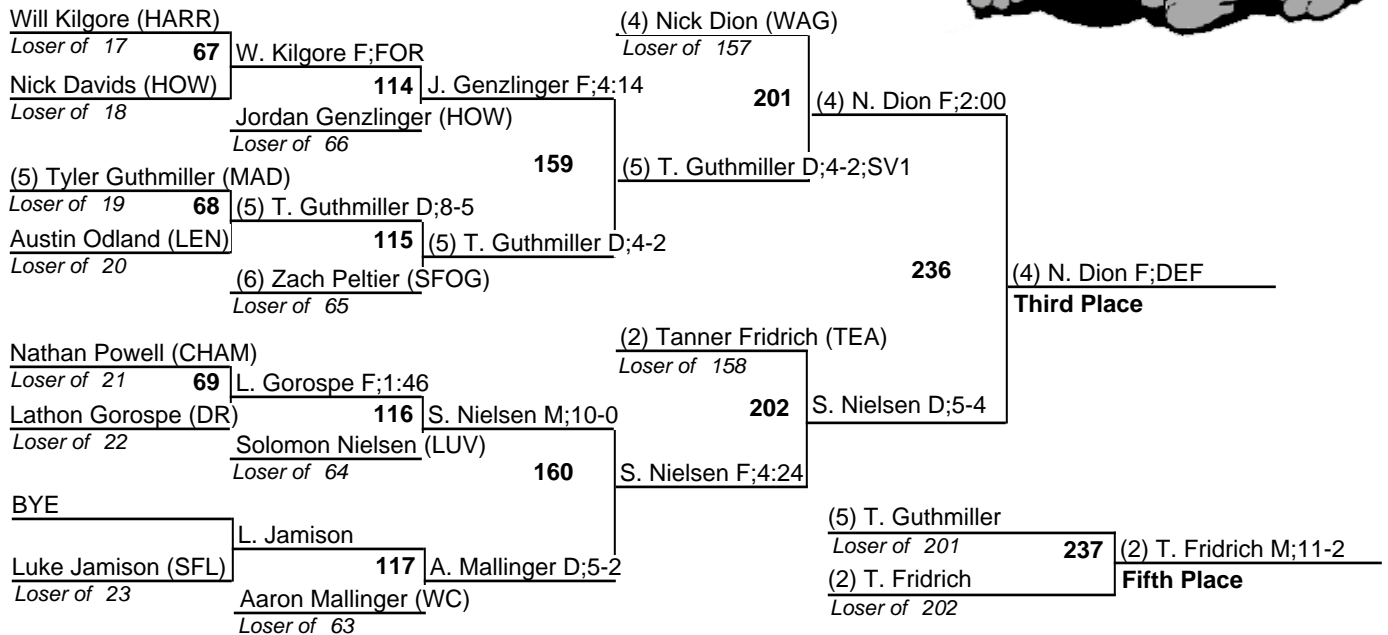 Will Kilgore (HARR)
Loser of 17
67
W. Kilgore F;FOR
Nick Davids (HOW)
Loser of 18
114
J. Genzlinger F;4:14
Jordan Genzlinger (HOW)
Loser of 66
159
(5) Tyler Guthmiller (MAD)
Loser of 19
68
(5) T. Guthmiller D;8-5
Austin Odland (LEN)
Loser of 20
115
(5) T. Guthmiller D;4-2
(6) Zach Peltier (SFOG)
Loser of 65
(4) Nick Dion (WAG)
Loser of 157
201
(4) N. Dion F;2:00
(5) T. Guthmiller D;4-2;SV1
236
(4) N. Dion F;DEF
Third Place
Nathan Powell (CHAM)
Loser of 21
69
L. Gorospe F;1:46
Lathon Gorospe (DR)
Loser of 22
116
S. Nielsen M;10-0
Solomon Nielsen (LUV)
Loser of 64
160
BYE
L. Jamison
Luke Jamison (SFL)
Loser of 23
117
A. Mallinger D;5-2
Aaron Mallinger (WC)
Loser of 63
(2) Tanner Fridrich (TEA)
Loser of 158
202
S. Nielsen D;5-4
S. Nielsen F;4:24
(5) T. Guthmiller
Loser of 201
237
(2) T. Fridrich M;11-2
(2) T. Fridrich
Fifth Place
Loser of 202